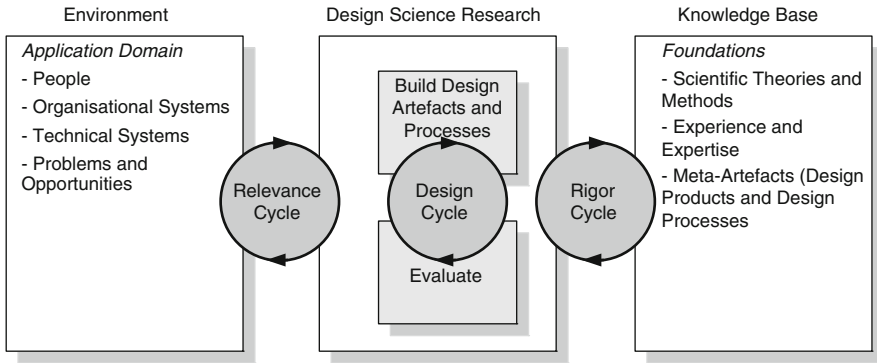 Environment
Application Domain
- People
- Organisational Systems
- Technical Systems
- Problems and
Opportunities
Relevance
Cycle
Design Science Research
Build Design
Artefacts and
Processes
Design
Cycle
Evaluate
Rigor
Cycle
Knowledge Base
Foundations
- Scientific Theories and
Methods
- Experience and
Expertise
- Meta-Artefacts (Design
Products and Design
Processes